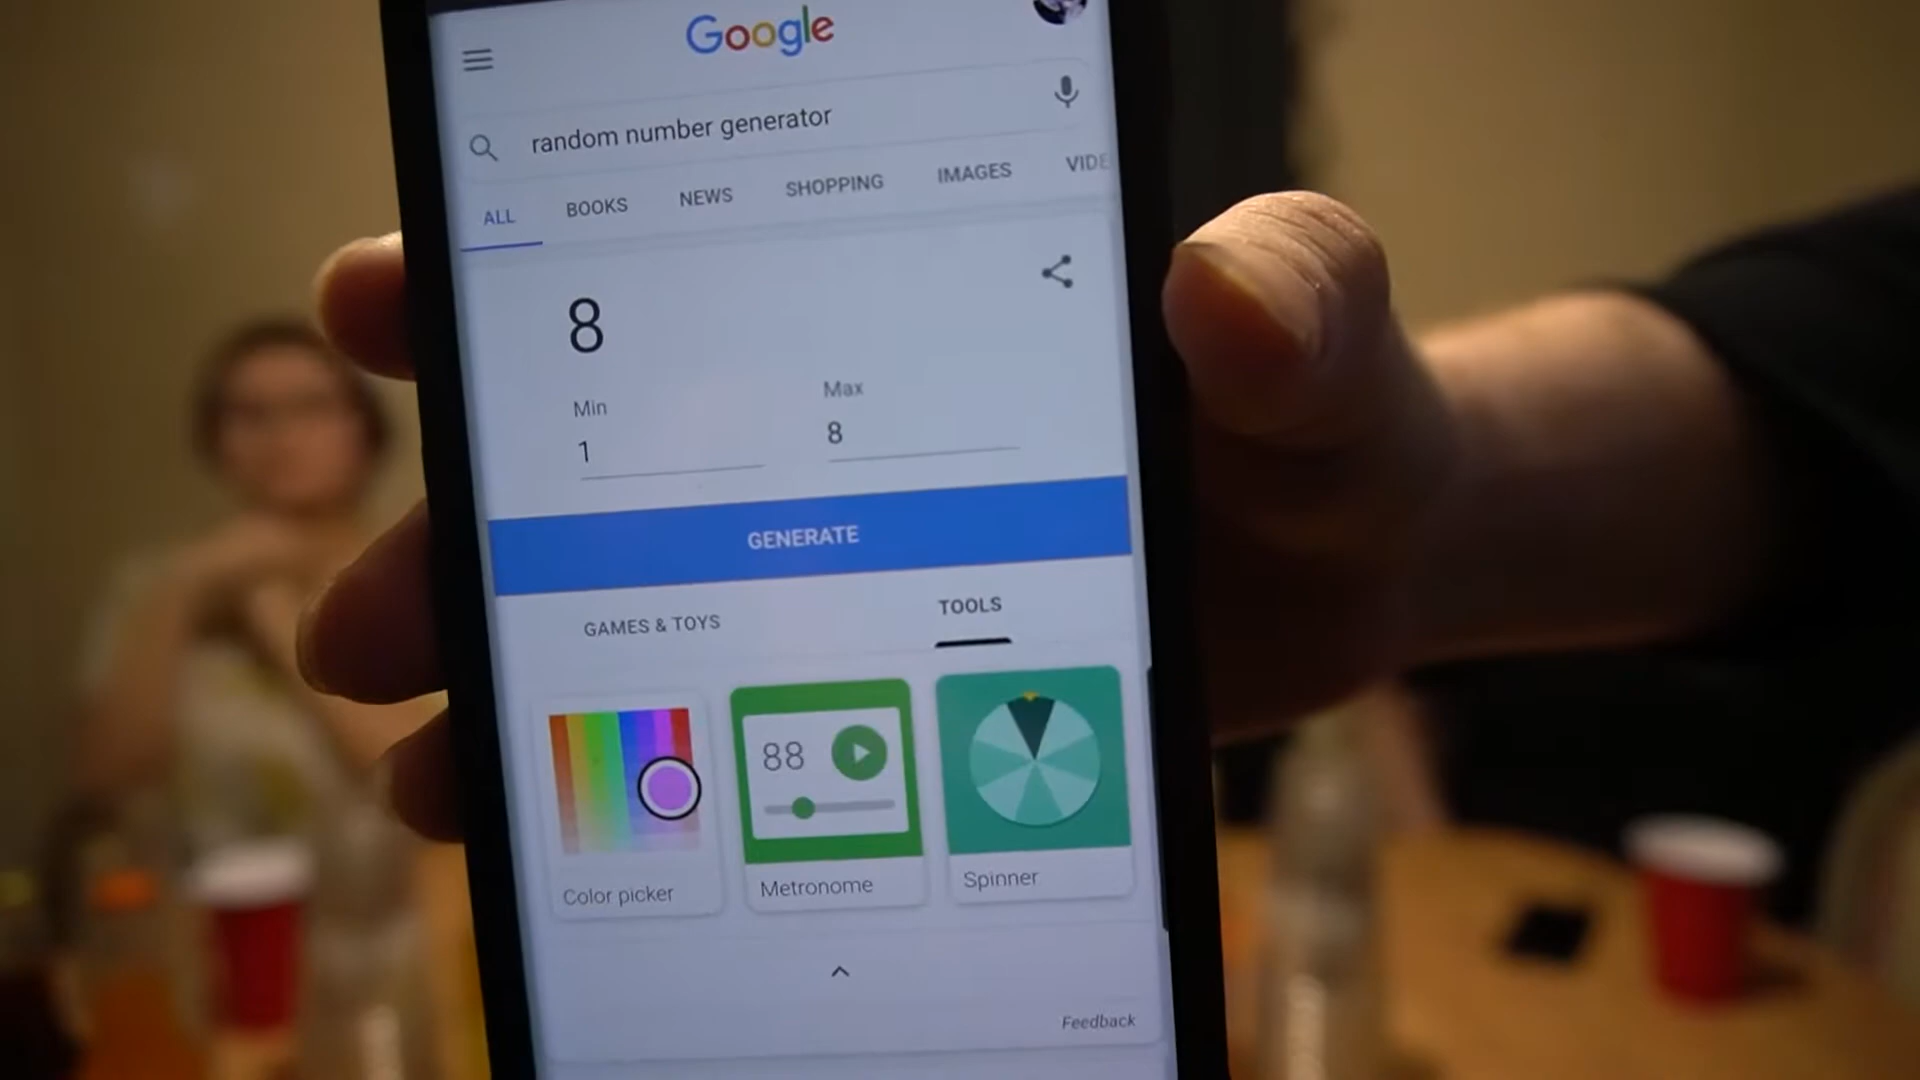 Google
random number generator
ALL BOOKS NEWS SHOPPING IMAGES VIDE
8
Min Max
1 8
GENERATE
GAMES & TOYS TOOLS
88
Color picker Metronome Spinner
Feedback